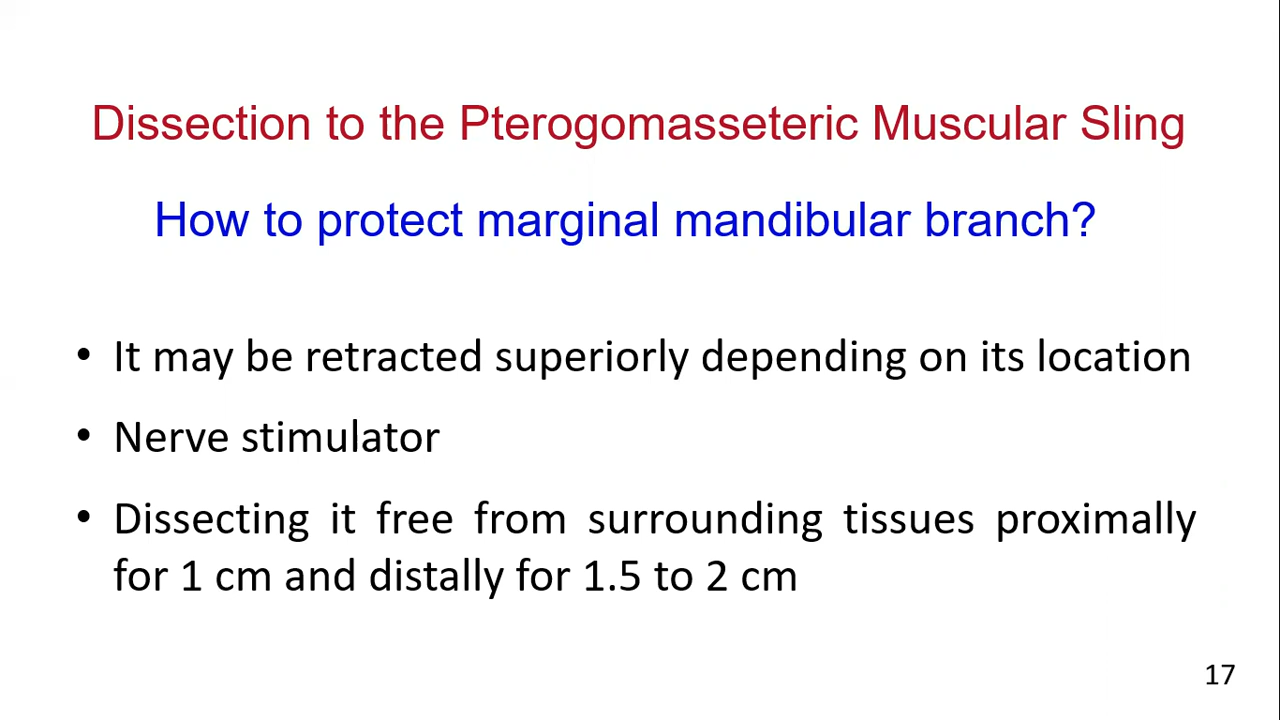 Dissection to the Pterogomasseteric Muscular Sling
How to protect marginal mandibular branch?
• It may be retracted superiorly depending on its location
• Nerve stimulator
• Dissecting it free from surrounding tissues proximally
for 1 cm and distally for 1.5 to 2 cm
17